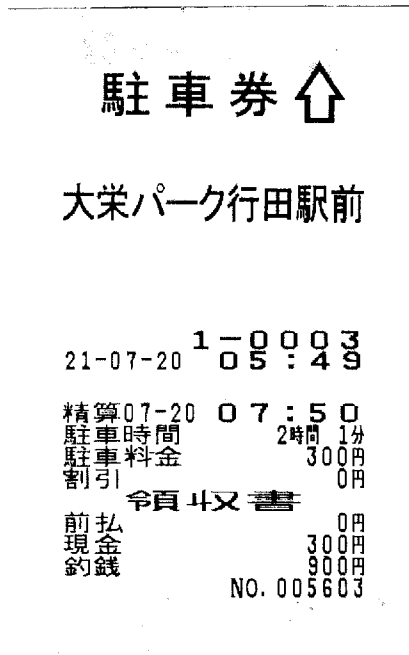 駐車券⇧
大栄パーク行田駅前
1-0003
21-07-20 05:49
精算07-20 07:50
駐車時間 2時間 1分
駐車料金 300円
割引 0円
領収書
前払 0円
現金 300円
釣銭 900円
NO.005603